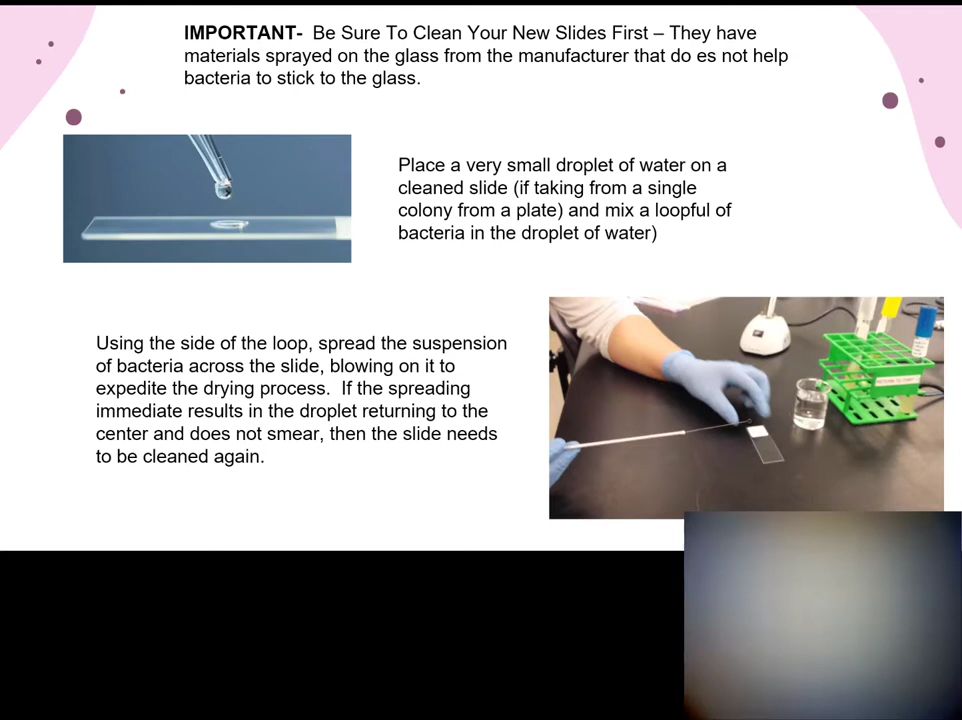 IMPORTANT-  Be Sure To Clean Your New Slides First – They have
materials sprayed on the glass from the manufacturer that do es not help
bacteria to stick to the glass.
Place a very small droplet of water on a
cleaned slide (if taking from a single
colony from a plate) and mix a loopful of
bacteria in the droplet of water)
Using the side of the loop, spread the suspension
of bacteria across the slide, blowing on it to
expedite the drying process.  If the spreading
immediate results in the droplet returning to the
center and does not smear, then the slide needs
to be cleaned again.